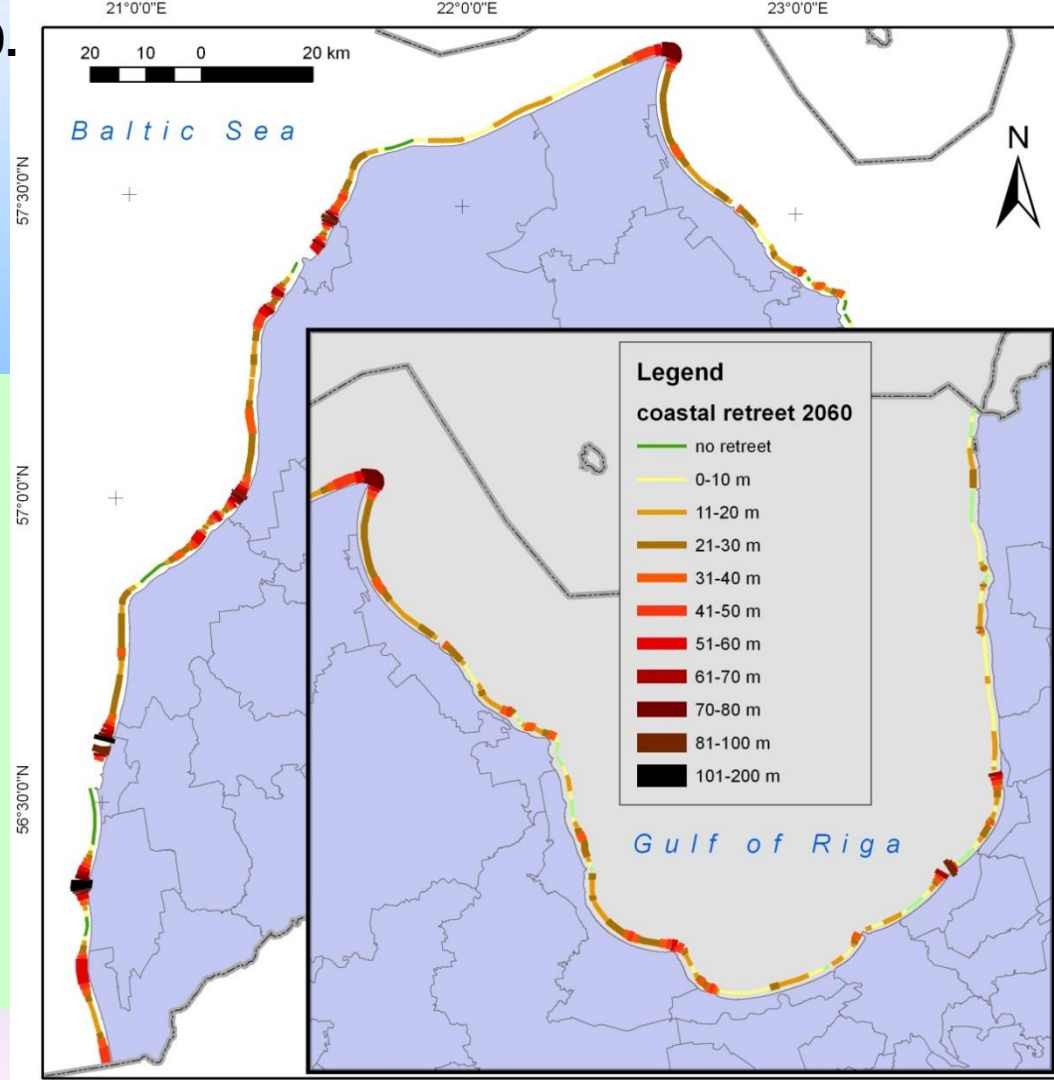 21°0'0"E 22°0'0"E 23°0'0"E
).
20 10 0 20 km
Baltic Sea
N
57°30'0"N
57°0'0"N
56°30'0"N
Legend
coastal retreet 2060
no retreet
0-10 m
11-20 m
21-30 m
31-40 m
41-50 m
51-60 m
61-70 m
70-80 m
81-100 m
101-200 m
Gulf of Riga